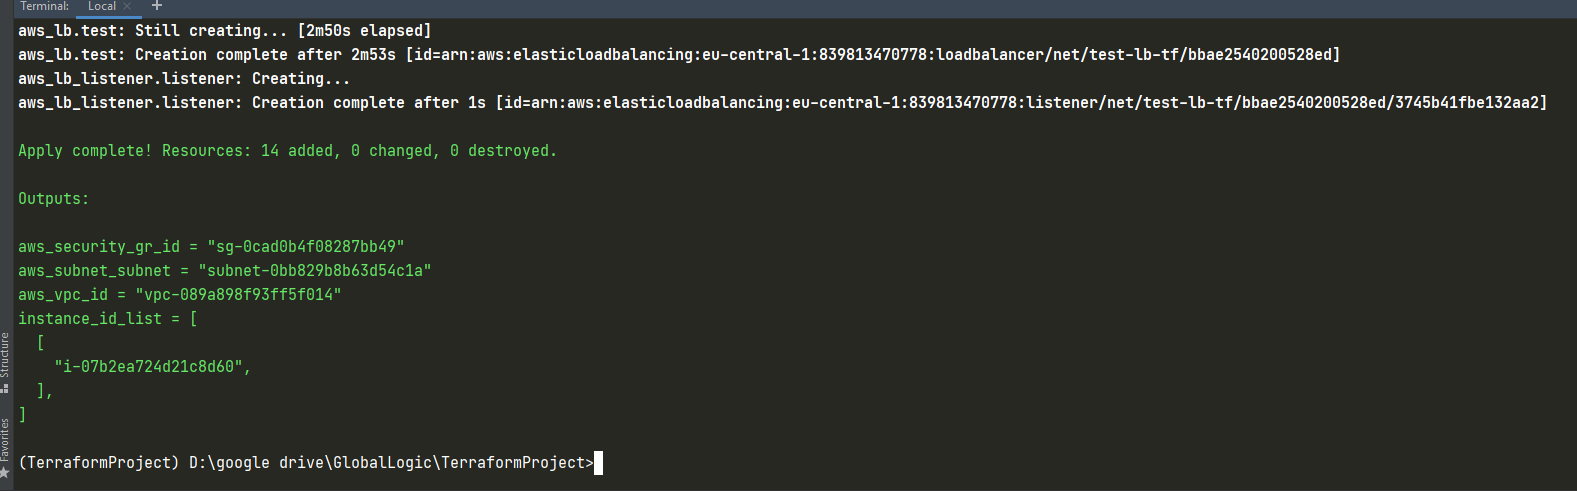 Terminal: Local × +
aws_lb.test: Still creating... [2m50s elapsed]
aws_lb.test: Creation complete after 2m53s [id=arn:aws:elasticloadbalancing:eu-central-1:839813470778:loadbalancer/net/test-lb-tf/bbae2540200528ed]
aws_lb_listener.listener: Creating...
aws_lb_listener.listener: Creation complete after 1s [id=arn:aws:elasticloadbalancing:eu-central-1:839813470778:listener/net/test-lb-tf/bbae2540200528ed/3745b41fbe132aa2]
Apply complete! Resources: 14 added, 0 changed, 0 destroyed.
Outputs:
aws_security_gr_id = "sg-0cad0b4f08287bb49"
aws_subnet_subnet = "subnet-0bb829b8b63d54c1a"
aws_vpc_id = "vpc-089a898f93ff5f014"
instance_id_list = [
  [
    "i-07b2ea724d21c8d60",
  ],
]
(TerraformProject) D:\google drive\GlobalLogic\TerraformProject>
Structure
Favorites